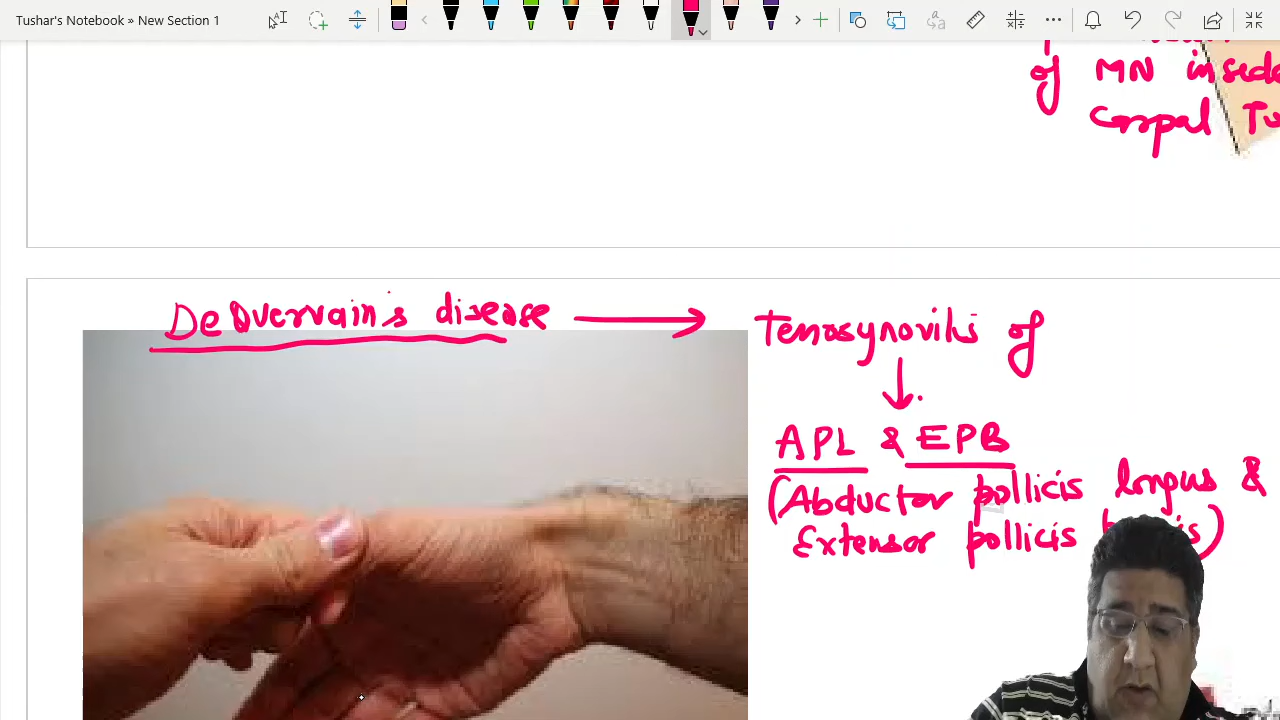 Tushar's Notebook » New Section 1
of MN insede
Carpal Tu
DeQuervain's disease → Tenosynovitis of
↓
APL & EPB
(Abductor pollicis longus &
Extensor pollicis